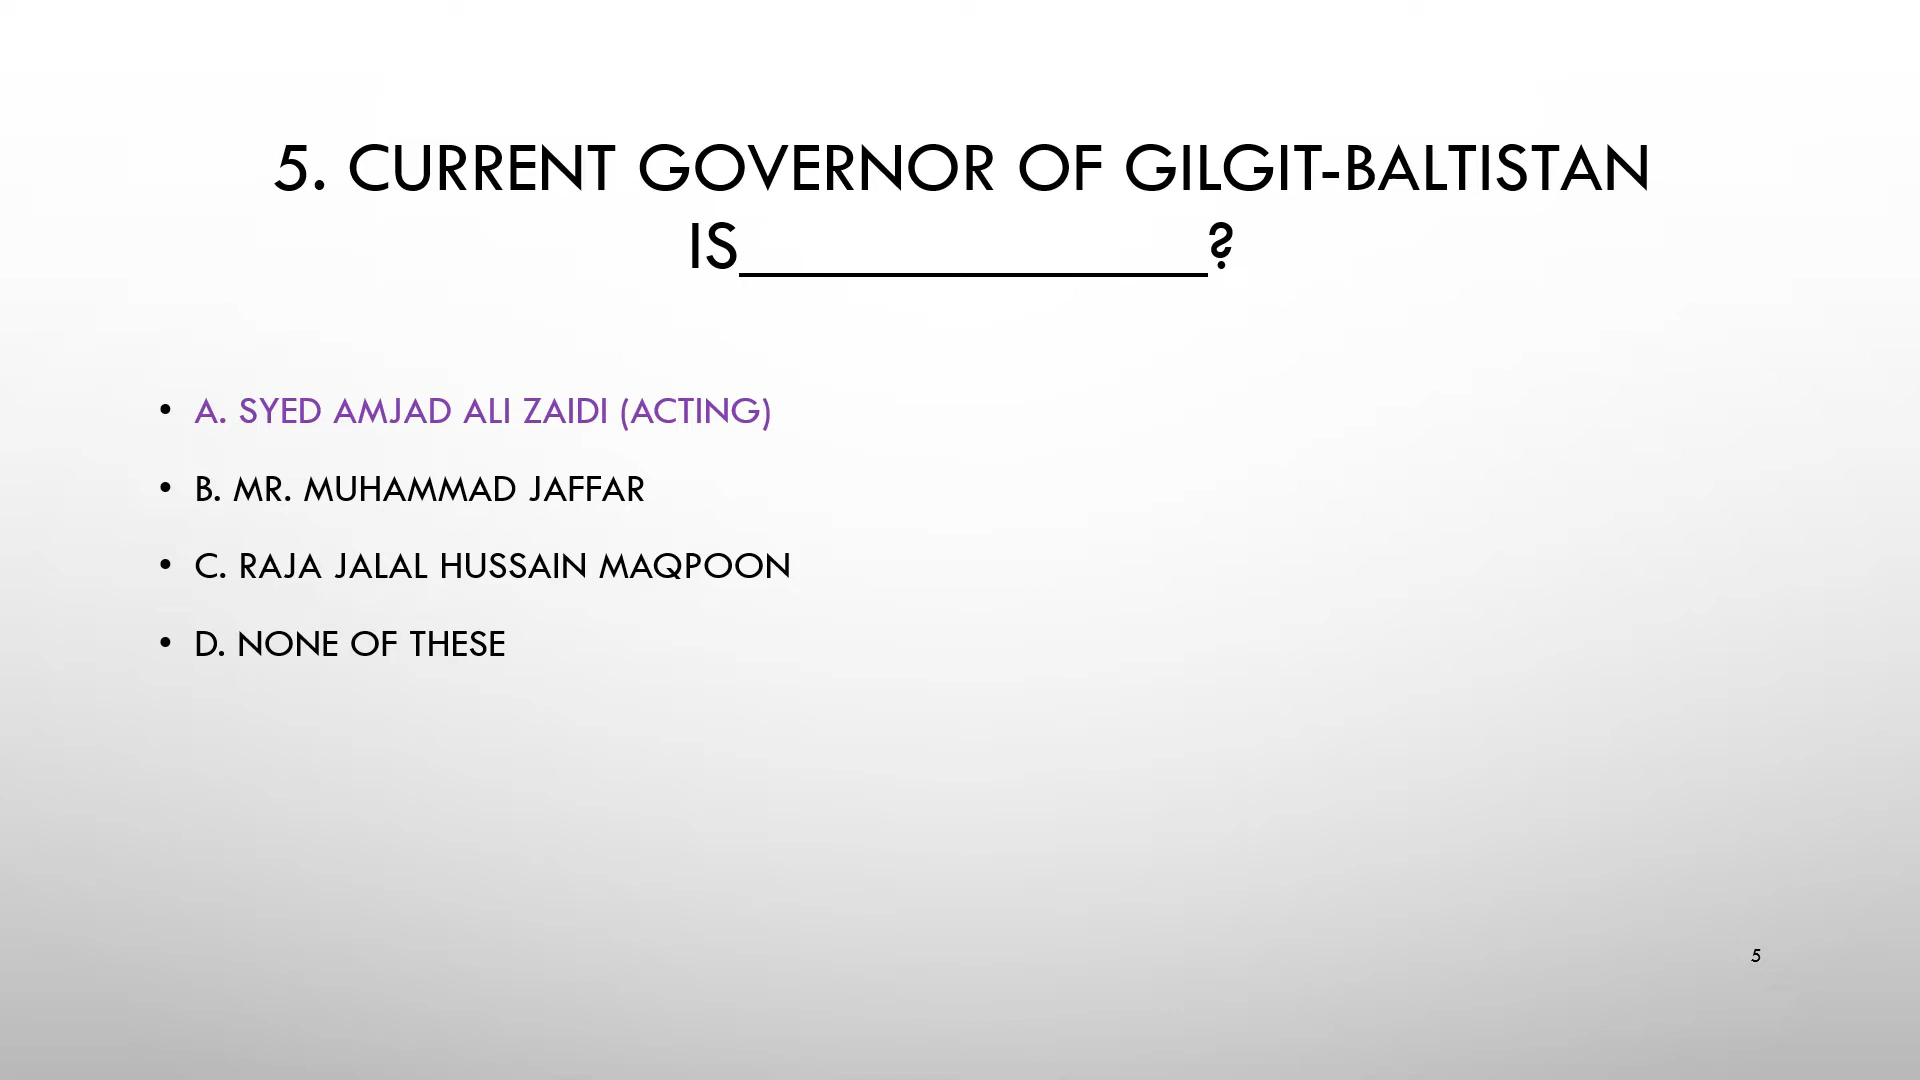 5. CURRENT GOVERNOR OF GILGIT-BALTISTAN
IS______________?
• A. SYED AMJAD ALI ZAIDI (ACTING)
• B. MR. MUHAMMAD JAFFAR
• C. RAJA JALAL HUSSAIN MAQPOON
• D. NONE OF THESE
5